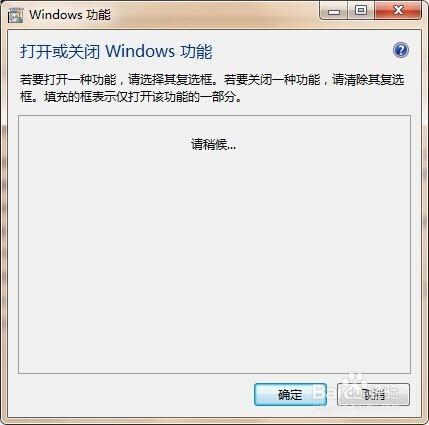 Windows 功能
打开或关闭 Windows 功能
若要打开一种功能，请选择其复选框。若要关闭一种功能，请清除其复选
框。填充的框表示仅打开该功能的一部分。
请稍候...
确定
取消